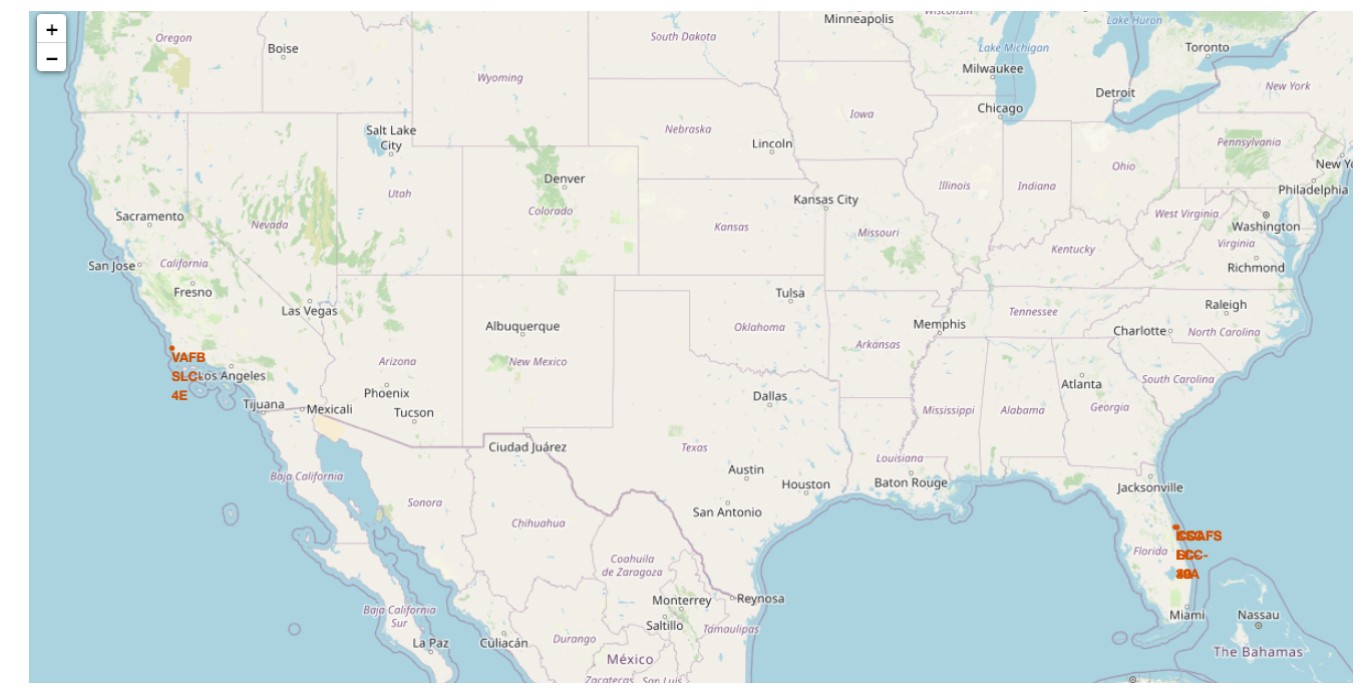 +
−
Oregon
Boise
Wyoming
South Dakota
Minneapolis
Wisconsin
Lake Huron
Toronto
Lake Michigan
Milwaukee
Detroit
New York
Chicago
Iowa
Salt Lake
City
Nebraska
Lincoln
Pennsylvania
Ohio
Philadelphia
Denver
Utah
Colorado
Illinois
Indiana
Kansas City
Sacramento
Nevada
Kansas
Missouri
West Virginia
Washington
Kentucky
Virginia
San Jose
California
Richmond
Fresno
Las Vegas
Tulsa
Raleigh
Albuquerque
Oklahoma
Memphis
Tennessee
Charlotte
North Carolina
Arkansas
VAFB
SLC-
4E
Los Angeles
Arizona
New Mexico
Phoenix
Dallas
Atlanta
South Carolina
Tijuana
Mexicali
Tucson
Mississippi
Alabama
Georgia
Ciudad Juárez
Texas
Louisiana
Baja California
Austin
Houston
Baton Rouge
Jacksonville
Sonora
San Antonio
Chihuahua
Florida
Coahuila
de Zaragoza
Monterrey
Reynosa
Baja California
Sur
Saltillo
Tamaulipas
Miami
Nassau
La Paz
Culiacán
Durango
México
The Bahamas
Zacatecas
San Luis